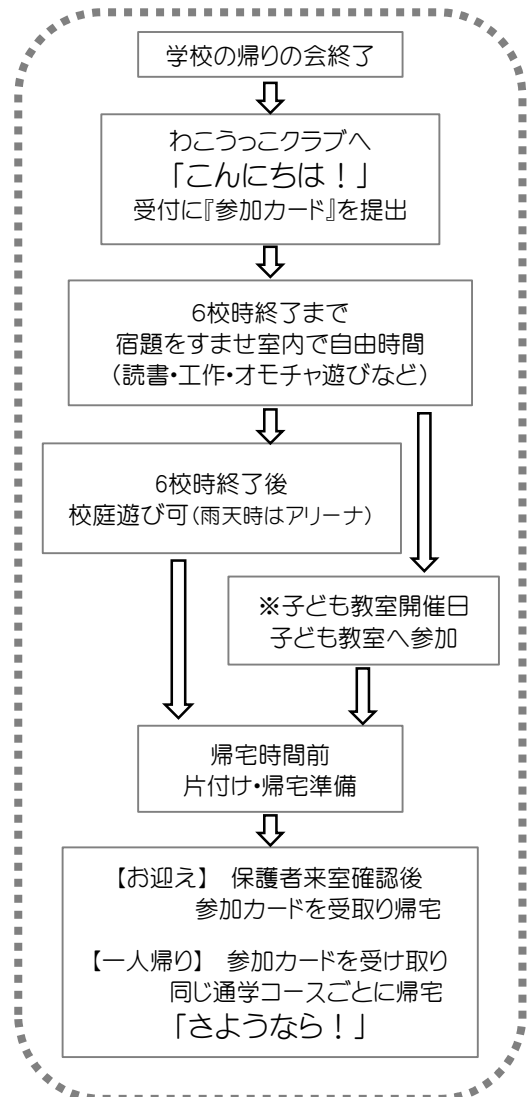 学校の帰りの会終了
わこうっこクラブへ
「こんにちは！」
受付に『参加カード』を提出
6校時終了まで
宿題をすませ室内で自由時間
（読書・工作・オモチャ遊びなど）
6校時終了後
校庭遊び可（雨天時はアリーナ）
※子ども教室開催日
子ども教室へ参加
帰宅時間前
片付け・帰宅準備
【お迎え】 保護者来室確認後
参加カードを受取り帰宅
【一人帰り】 参加カードを受け取り
同じ通学コースごとに帰宅
「さようなら！」